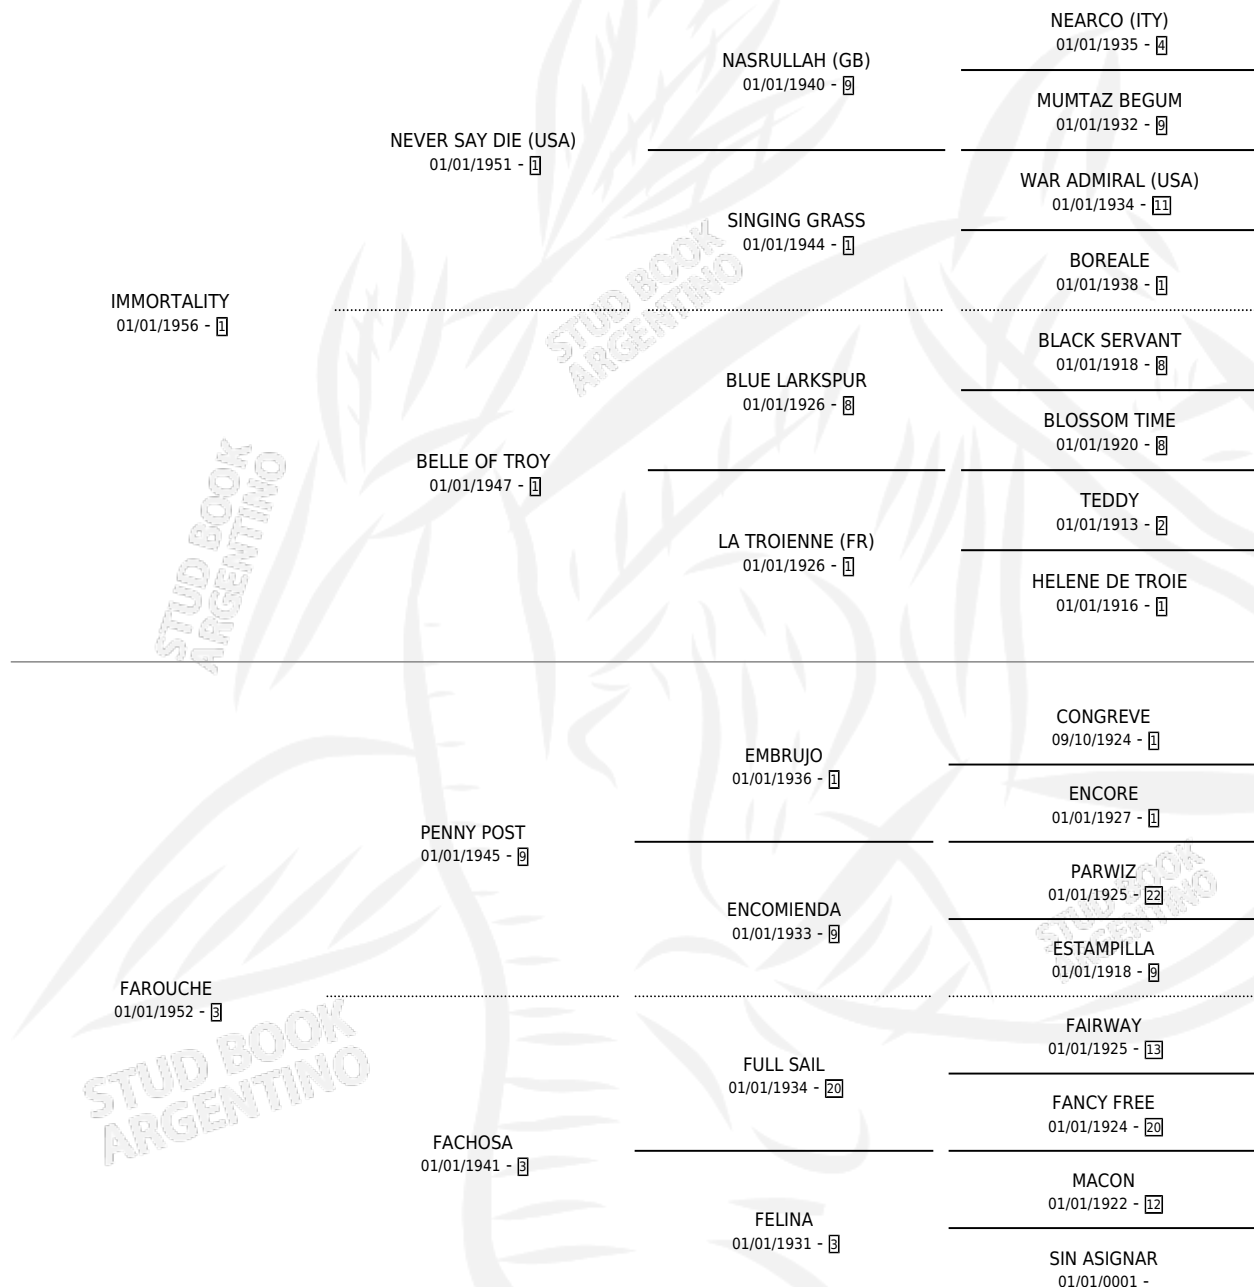 NEARCO (ITY)
01/01/1935 - 4
NASRULLAH (GB)
01/01/1940 - 9
MUMTAZ BEGUM
01/01/1932 - 9
NEVER SAY DIE (USA)
01/01/1951 - 1
WAR ADMIRAL (USA)
01/01/1934 - 11
SINGING GRASS
01/01/1944 - 1
BOREALE
01/01/1938 - 1
IMMORTALITY
01/01/1956 - 1
BLACK SERVANT
01/01/1918 - 8
BLUE LARKSPUR
01/01/1926 - 8
BLOSSOM TIME
01/01/1920 - 8
BELLE OF TROY
01/01/1947 - 1
TEDDY
01/01/1913 - 2
LA TROIENNE (FR)
01/01/1926 - 1
HELENE DE TROIE
01/01/1916 - 1
CONGREVE
09/10/1924 - 1
EMBRUJO
01/01/1936 - 1
ENCORE
01/01/1927 - 1
PENNY POST
01/01/1945 - 9
PARWIZ
01/01/1925 - 22
ENCOMIENDA
01/01/1933 - 9
ESTAMPILLA
01/01/1918 - 9
FAROUCHE
01/01/1952 - 3
FAIRWAY
01/01/1925 - 13
FULL SAIL
01/01/1934 - 20
FANCY FREE
01/01/1924 - 20
FACHOSA
01/01/1941 - 3
MACON
01/01/1922 - 12
FELINA
01/01/1931 - 3
SIN ASIGNAR
01/01/0001 -
STUD BOOK
ARGENTINO
STUD BOOK
ARGENTINO
STUD BOOK
ARGENTINO
STUD BOOK
ARGENTINO